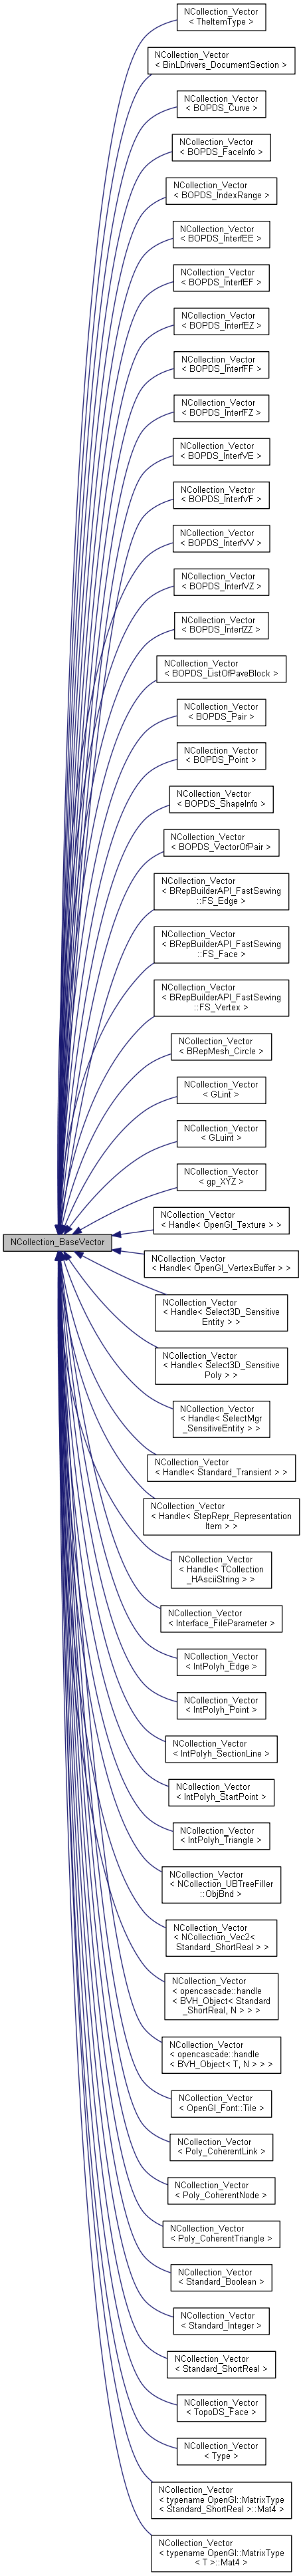 NCollection_Vector
< TheItemType >
NCollection_Vector
< BinLDrivers_DocumentSection >
NCollection_Vector
< BOPDS_Curve >
NCollection_Vector
< BOPDS_FaceInfo >
NCollection_Vector
< BOPDS_IndexRange >
NCollection_Vector
< BOPDS_InterfEE >
NCollection_Vector
< BOPDS_InterfEF >
NCollection_Vector
< BOPDS_InterfEZ >
NCollection_Vector
< BOPDS_InterfFF >
NCollection_Vector
< BOPDS_InterfFZ >
NCollection_Vector
< BOPDS_InterfVE >
NCollection_Vector
< BOPDS_InterfVF >
NCollection_Vector
< BOPDS_InterfVV >
NCollection_Vector
< BOPDS_InterfVZ >
NCollection_Vector
< BOPDS_InterfZZ >
NCollection_Vector
< BOPDS_ListOfPaveBlock >
NCollection_Vector
< BOPDS_Pair >
NCollection_Vector
< BOPDS_Point >
NCollection_Vector
< BOPDS_ShapeInfo >
NCollection_Vector
< BOPDS_VectorOfPair >
NCollection_Vector
< BRepBuilderAPI_FastSewing
::FS_Edge >
NCollection_Vector
< BRepBuilderAPI_FastSewing
::FS_Face >
NCollection_Vector
< BRepBuilderAPI_FastSewing
::FS_Vertex >
NCollection_Vector
< BRepMesh_Circle >
NCollection_Vector
< GLint >
NCollection_Vector
< GLuint >
NCollection_Vector
< gp_XYZ >
NCollection_Vector
< Handle< OpenGl_Texture > >
NCollection_BaseVector
NCollection_Vector
< Handle< OpenGl_VertexBuffer > >
NCollection_Vector
< Handle< Select3D_Sensitive
Entity > >
NCollection_Vector
< Handle< Select3D_Sensitive
Poly > >
NCollection_Vector
< Handle< SelectMgr
_SensitiveEntity > >
NCollection_Vector
< Handle< Standard_Transient > >
NCollection_Vector
< Handle< StepRepr_Representation
Item > >
NCollection_Vector
< Handle< TCollection
_HAsciiString > >
NCollection_Vector
< Interface_FileParameter >
NCollection_Vector
< IntPolyh_Edge >
NCollection_Vector
< IntPolyh_Point >
NCollection_Vector
< IntPolyh_SectionLine >
NCollection_Vector
< IntPolyh_StartPoint >
NCollection_Vector
< IntPolyh_Triangle >
NCollection_Vector
< NCollection_UBTreeFiller
::ObjBnd >
NCollection_Vector
< NCollection_Vec2<
Standard_ShortReal > >
NCollection_Vector
< opencascade::handle
< BVH_Object< Standard
_ShortReal, N > > >
NCollection_Vector
< opencascade::handle
< BVH_Object< T, N > > >
NCollection_Vector
< OpenGl_Font::Tile >
NCollection_Vector
< Poly_CoherentLink >
NCollection_Vector
< Poly_CoherentNode >
NCollection_Vector
< Poly_CoherentTriangle >
NCollection_Vector
< Standard_Boolean >
NCollection_Vector
< Standard_Integer >
NCollection_Vector
< Standard_ShortReal >
NCollection_Vector
< TopoDS_Face >
NCollection_Vector
< Type >
NCollection_Vector
< typename OpenGl::MatrixType
< Standard_ShortReal >::Mat4 >
NCollection_Vector
< typename OpenGl::MatrixType
< T >::Mat4 >